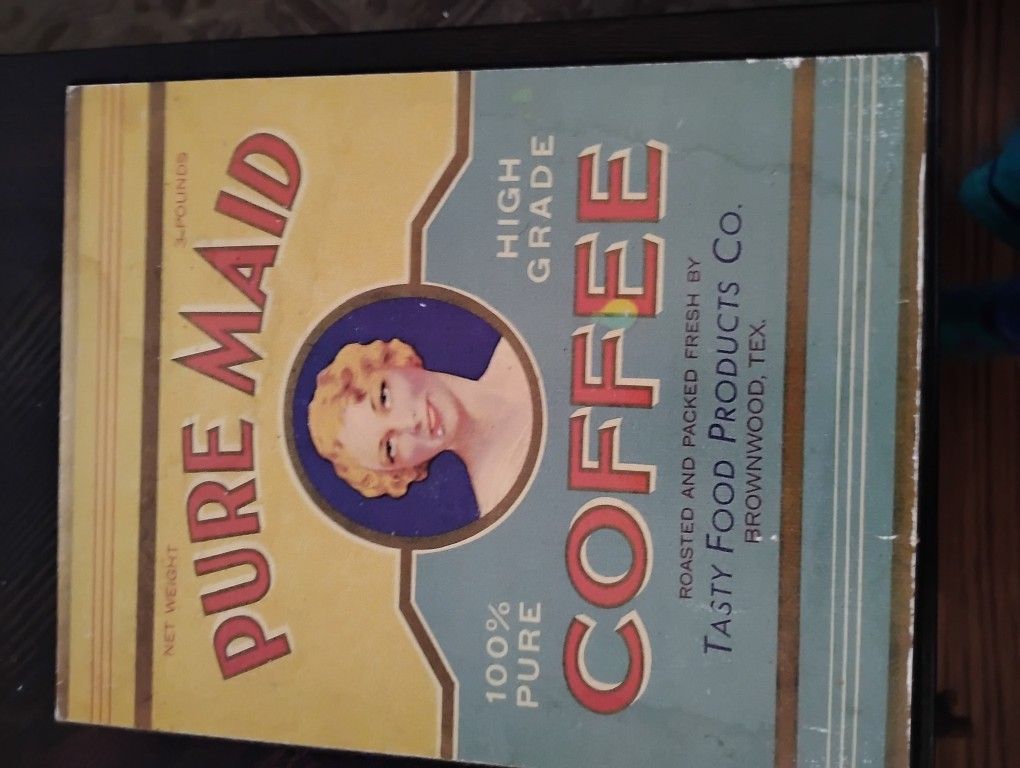 NET WEIGHT 3 POUNDS
PURE MAID
100% PURE
HIGH GRADE
COFFEE
ROASTED AND PACKED FRESH BY
TASTY FOOD PRODUCTS CO.
BROWNWOOD, TEX.